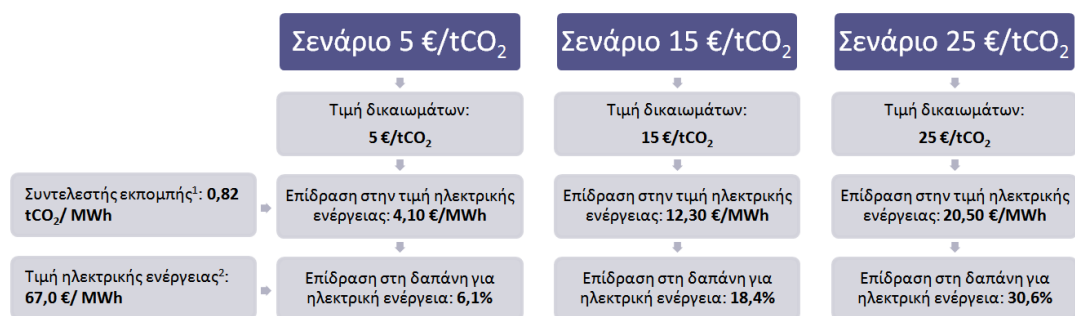 Σενάριο 5 €/tCO₂
Σενάριο 15 €/tCO₂
Σενάριο 25 €/tCO₂
Τιμή δικαιωμάτων:
5 €/tCO₂
Τιμή δικαιωμάτων:
15 €/tCO₂
Τιμή δικαιωμάτων:
25 €/tCO₂
Συντελεστής εκπομπής¹: 0,82
tCO₂/ MWh
Επίδραση στην τιμή ηλεκτρικής
ενέργειας: 4,10 €/MWh
Επίδραση στην τιμή ηλεκτρικής
ενέργειας: 12,30 €/MWh
Επίδραση στην τιμή ηλεκτρικής
ενέργειας: 20,50 €/MWh
Τιμή ηλεκτρικής ενέργειας²:
67,0 €/ MWh
Επίδραση στη δαπάνη για
ηλεκτρική ενέργεια: 6,1%
Επίδραση στη δαπάνη για
ηλεκτρική ενέργεια: 18,4%
Επίδραση στη δαπάνη για
ηλεκτρική ενέργεια: 30,6%